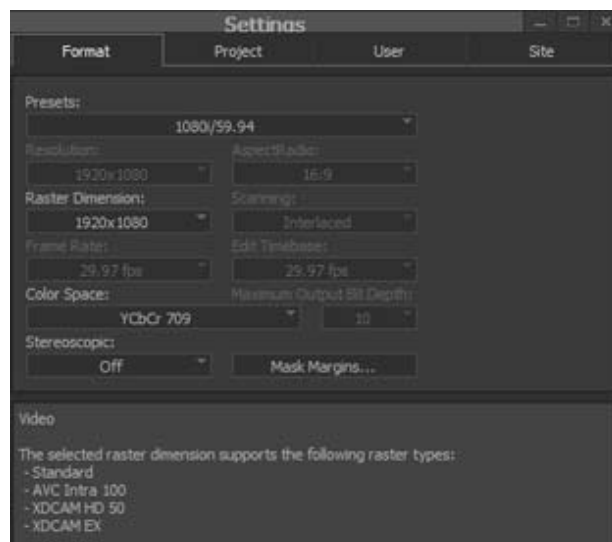 Settings
Format Project User Site
Presets:
1080i/59.94
Resolution: AspectRadio:
1920x1080 16:9
Raster Dimension: Scanning:
1920x1080 Interlaced
Frame Rate: Edit Timebase:
29.97 fps 29.97 fps
Color Space: Maximum Output Bit Depth:
YCbCr 709 10
Stereoscopic:
Off Mask Margins...
Video
The selected raster dimension supports the following raster types:
- Standard
- AVC Intra 100
- XDCAM HD 50
- XDCAM EX